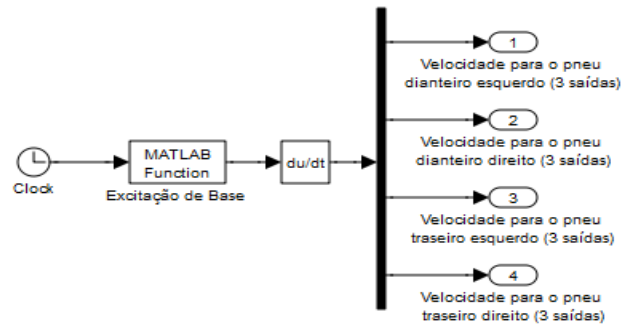 Clock
MATLAB
Function
Excitação de Base
du/dt
1
Velocidade para o pneu
dianteiro esquerdo (3 saídas)
2
Velocidade para o pneu
dianteiro direito (3 saídas)
3
Velocidade para o pneu
traseiro esquerdo (3 saídas)
4
Velocidade para o pneu
traseiro direito (3 saídas)